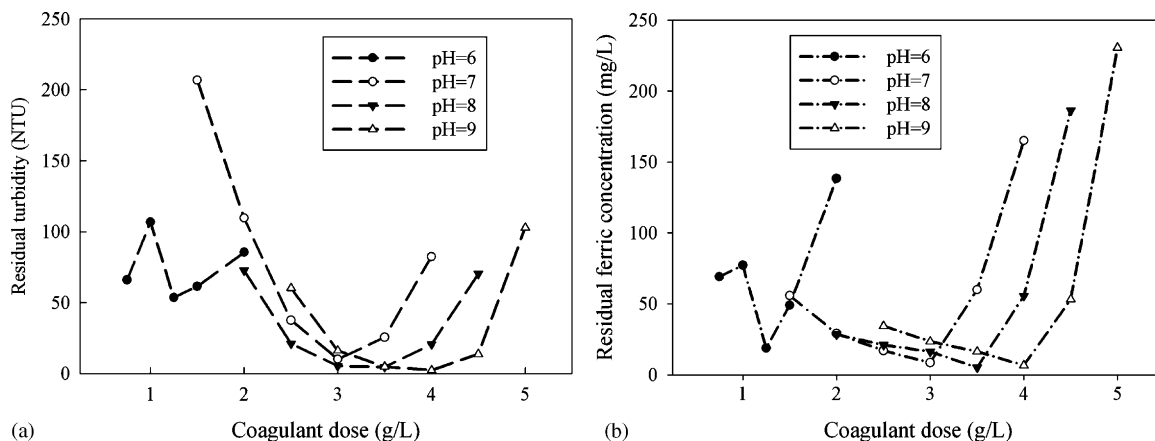 250
200
150
100
50
0
Residual turbidity (NTU)
pH=6
pH=7
pH=8
pH=9
1 2 3 4 5
(a)
Coagulant dose (g/L)
250
200
150
100
50
0
Residual ferric concentration (mg/L)
pH=6
pH=7
pH=8
pH=9
1 2 3 4 5
(b)
Coagulant dose (g/L)